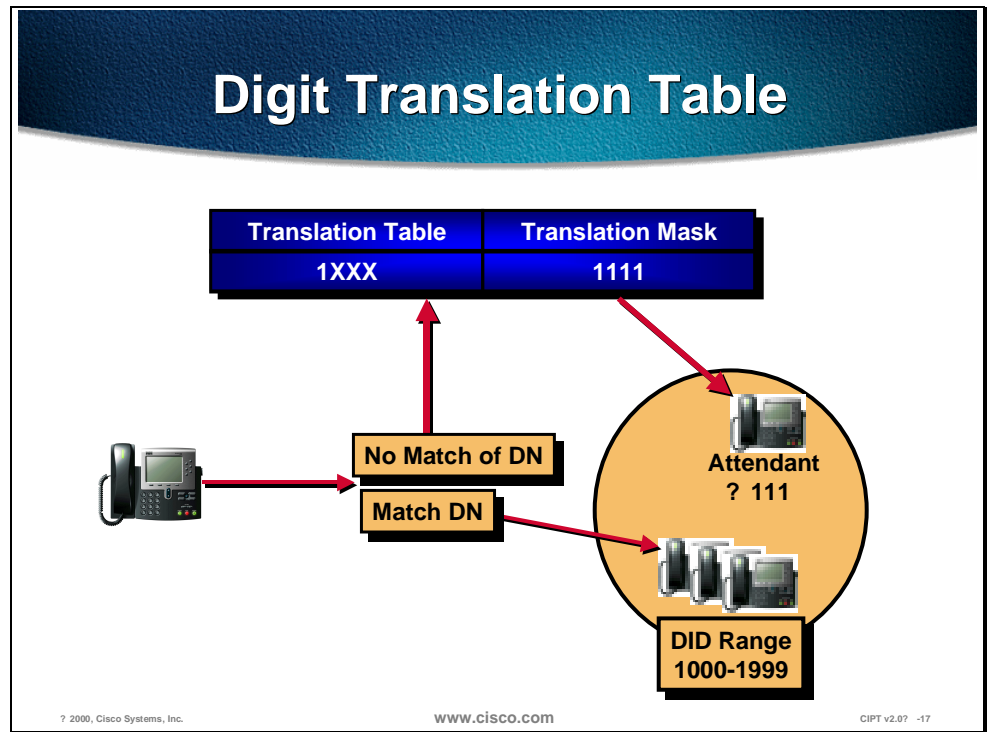 Digit Translation Table
Translation Table Translation Mask
1XXX 1111
No Match of DN
Match DN
Attendant
? 111
DID Range
1000-1999
? 2000, Cisco Systems, Inc. www.cisco.com CIPT v2.0? -17